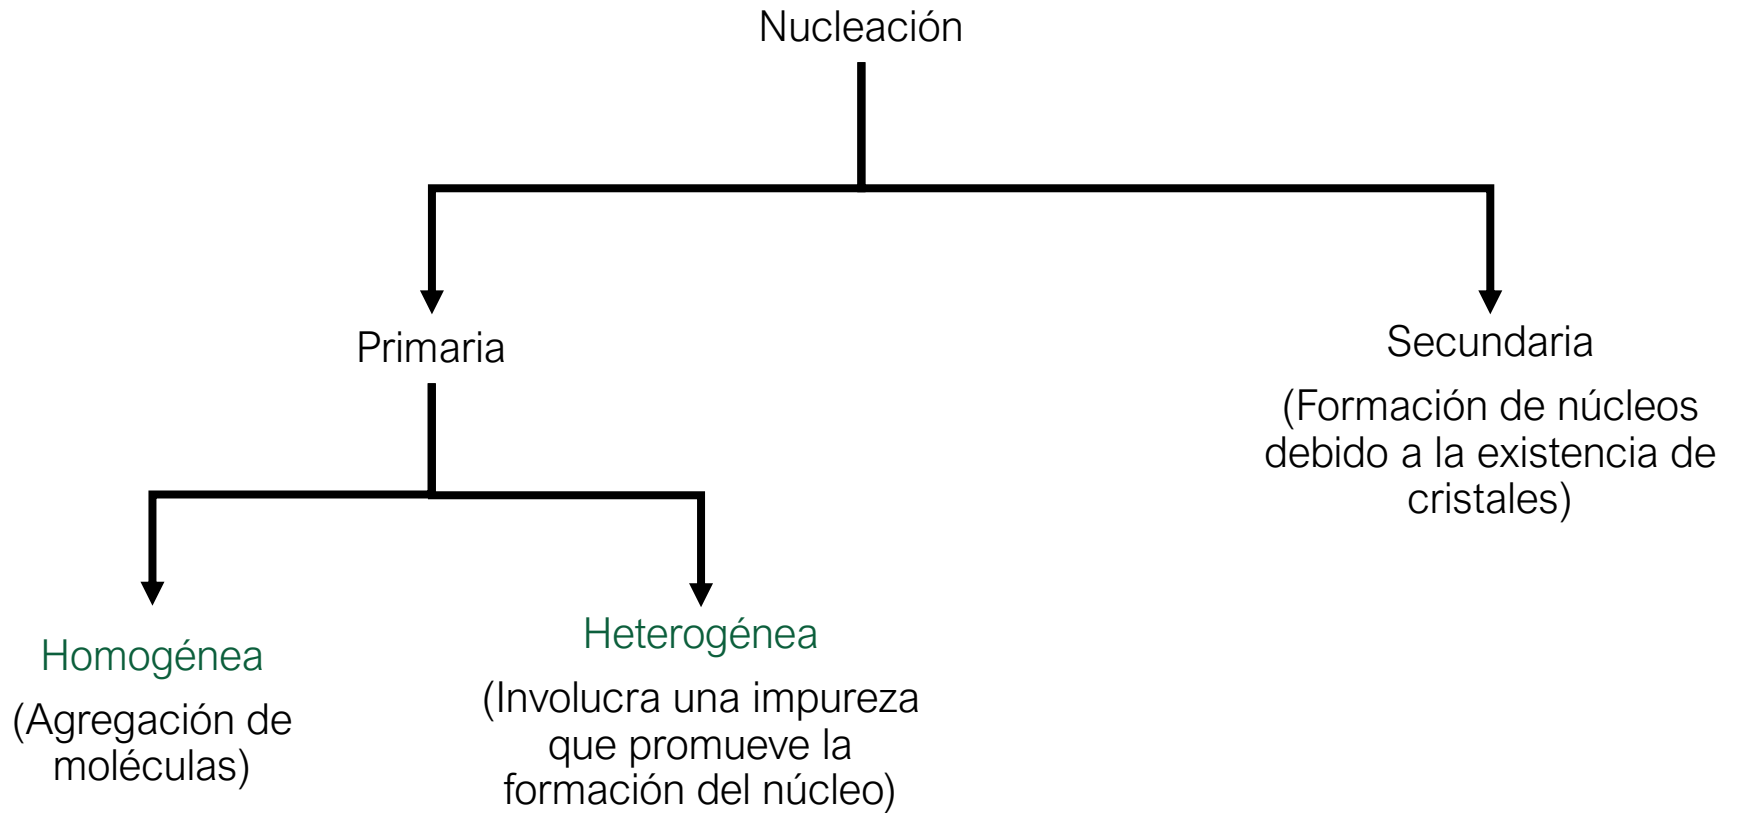 Nucleación
Primaria
Secundaria
(Formación de núcleos
debido a la existencia de
cristales)
Homogénea
(Agregación de
moléculas)
Heterogénea
(Involucra una impureza
que promueve la
formación del núcleo)